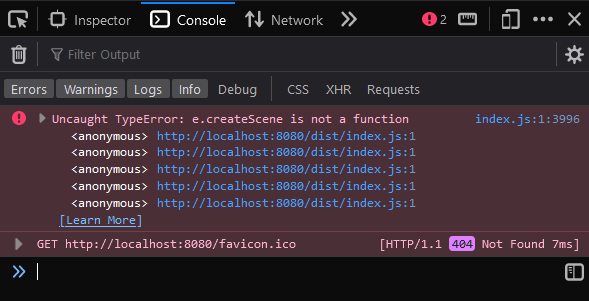 Inspector Console Network 2
Filter Output
Errors Warnings Logs Info Debug CSS XHR Requests
Uncaught TypeError: e.createScene is not a function index.js:1:3996
<anonymous> http://localhost:8080/dist/index.js:1
<anonymous> http://localhost:8080/dist/index.js:1
<anonymous> http://localhost:8080/dist/index.js:1
<anonymous> http://localhost:8080/dist/index.js:1
<anonymous> http://localhost:8080/dist/index.js:1
[Learn More]
GET http://localhost:8080/favicon.ico [HTTP/1.1 404 Not Found 7ms]